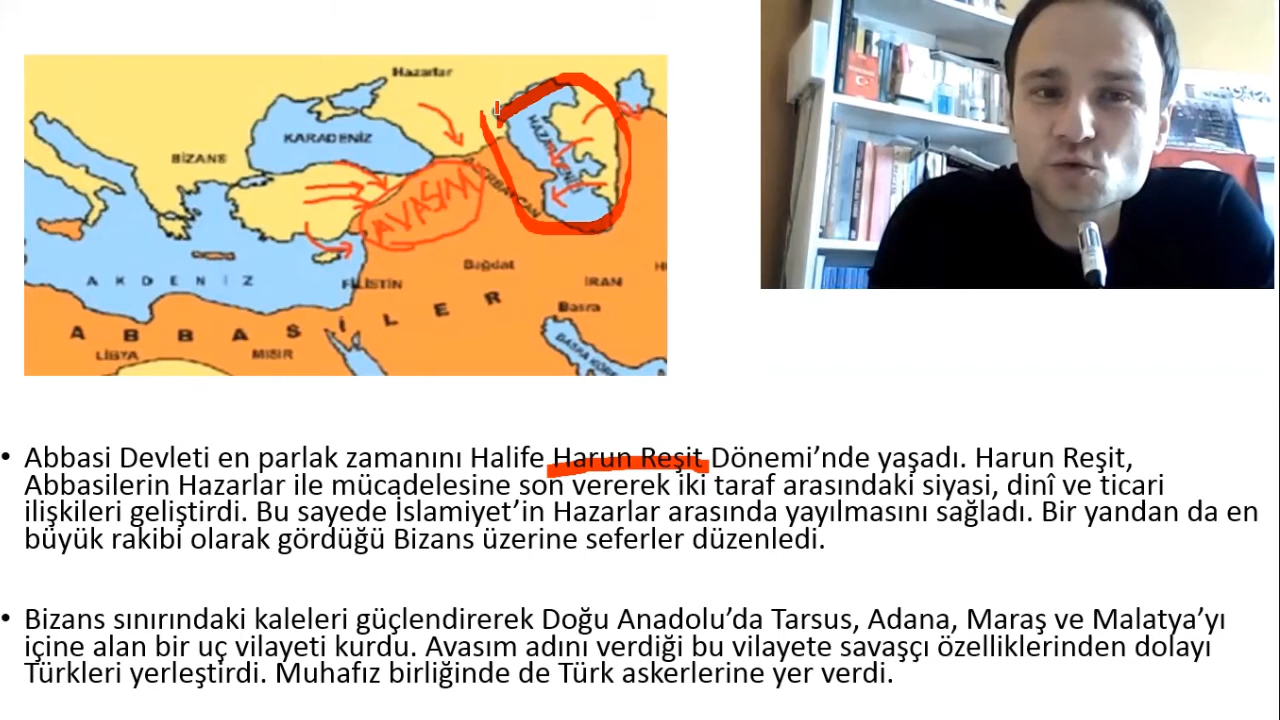 Hazarlar
KARADENİZ
HAZAR
BİZANS
AVASIM
AZERBAYCAN
AKDENİZ
FİLİSTİN
Bağdat
İRAN
Basra
ABBASİLER
LİBYA
MISIR
BASRA KÖRF
• Abbasi Devleti en parlak zamanını Halife Harun Reşit Dönemi’nde yaşadı. Harun Reşit,
Abbasilerin Hazarlar ile mücadelesine son vererek iki taraf arasındaki siyasi, dinî ve ticari
ilişkileri geliştirdi. Bu sayede İslamiyet’in Hazarlar arasında yayılmasını sağladı. Bir yandan da en
büyük rakibi olarak gördüğü Bizans üzerine seferler düzenledi.
• Bizans sınırındaki kaleleri güçlendirerek Doğu Anadolu’da Tarsus, Adana, Maraş ve Malatya’yı
içine alan bir uç vilayeti kurdu. Avasım adını verdiği bu vilayete savaşçı özelliklerinden dolayı
Türkleri yerleştirdi. Muhafız birliğinde de Türk askerlerine yer verdi.